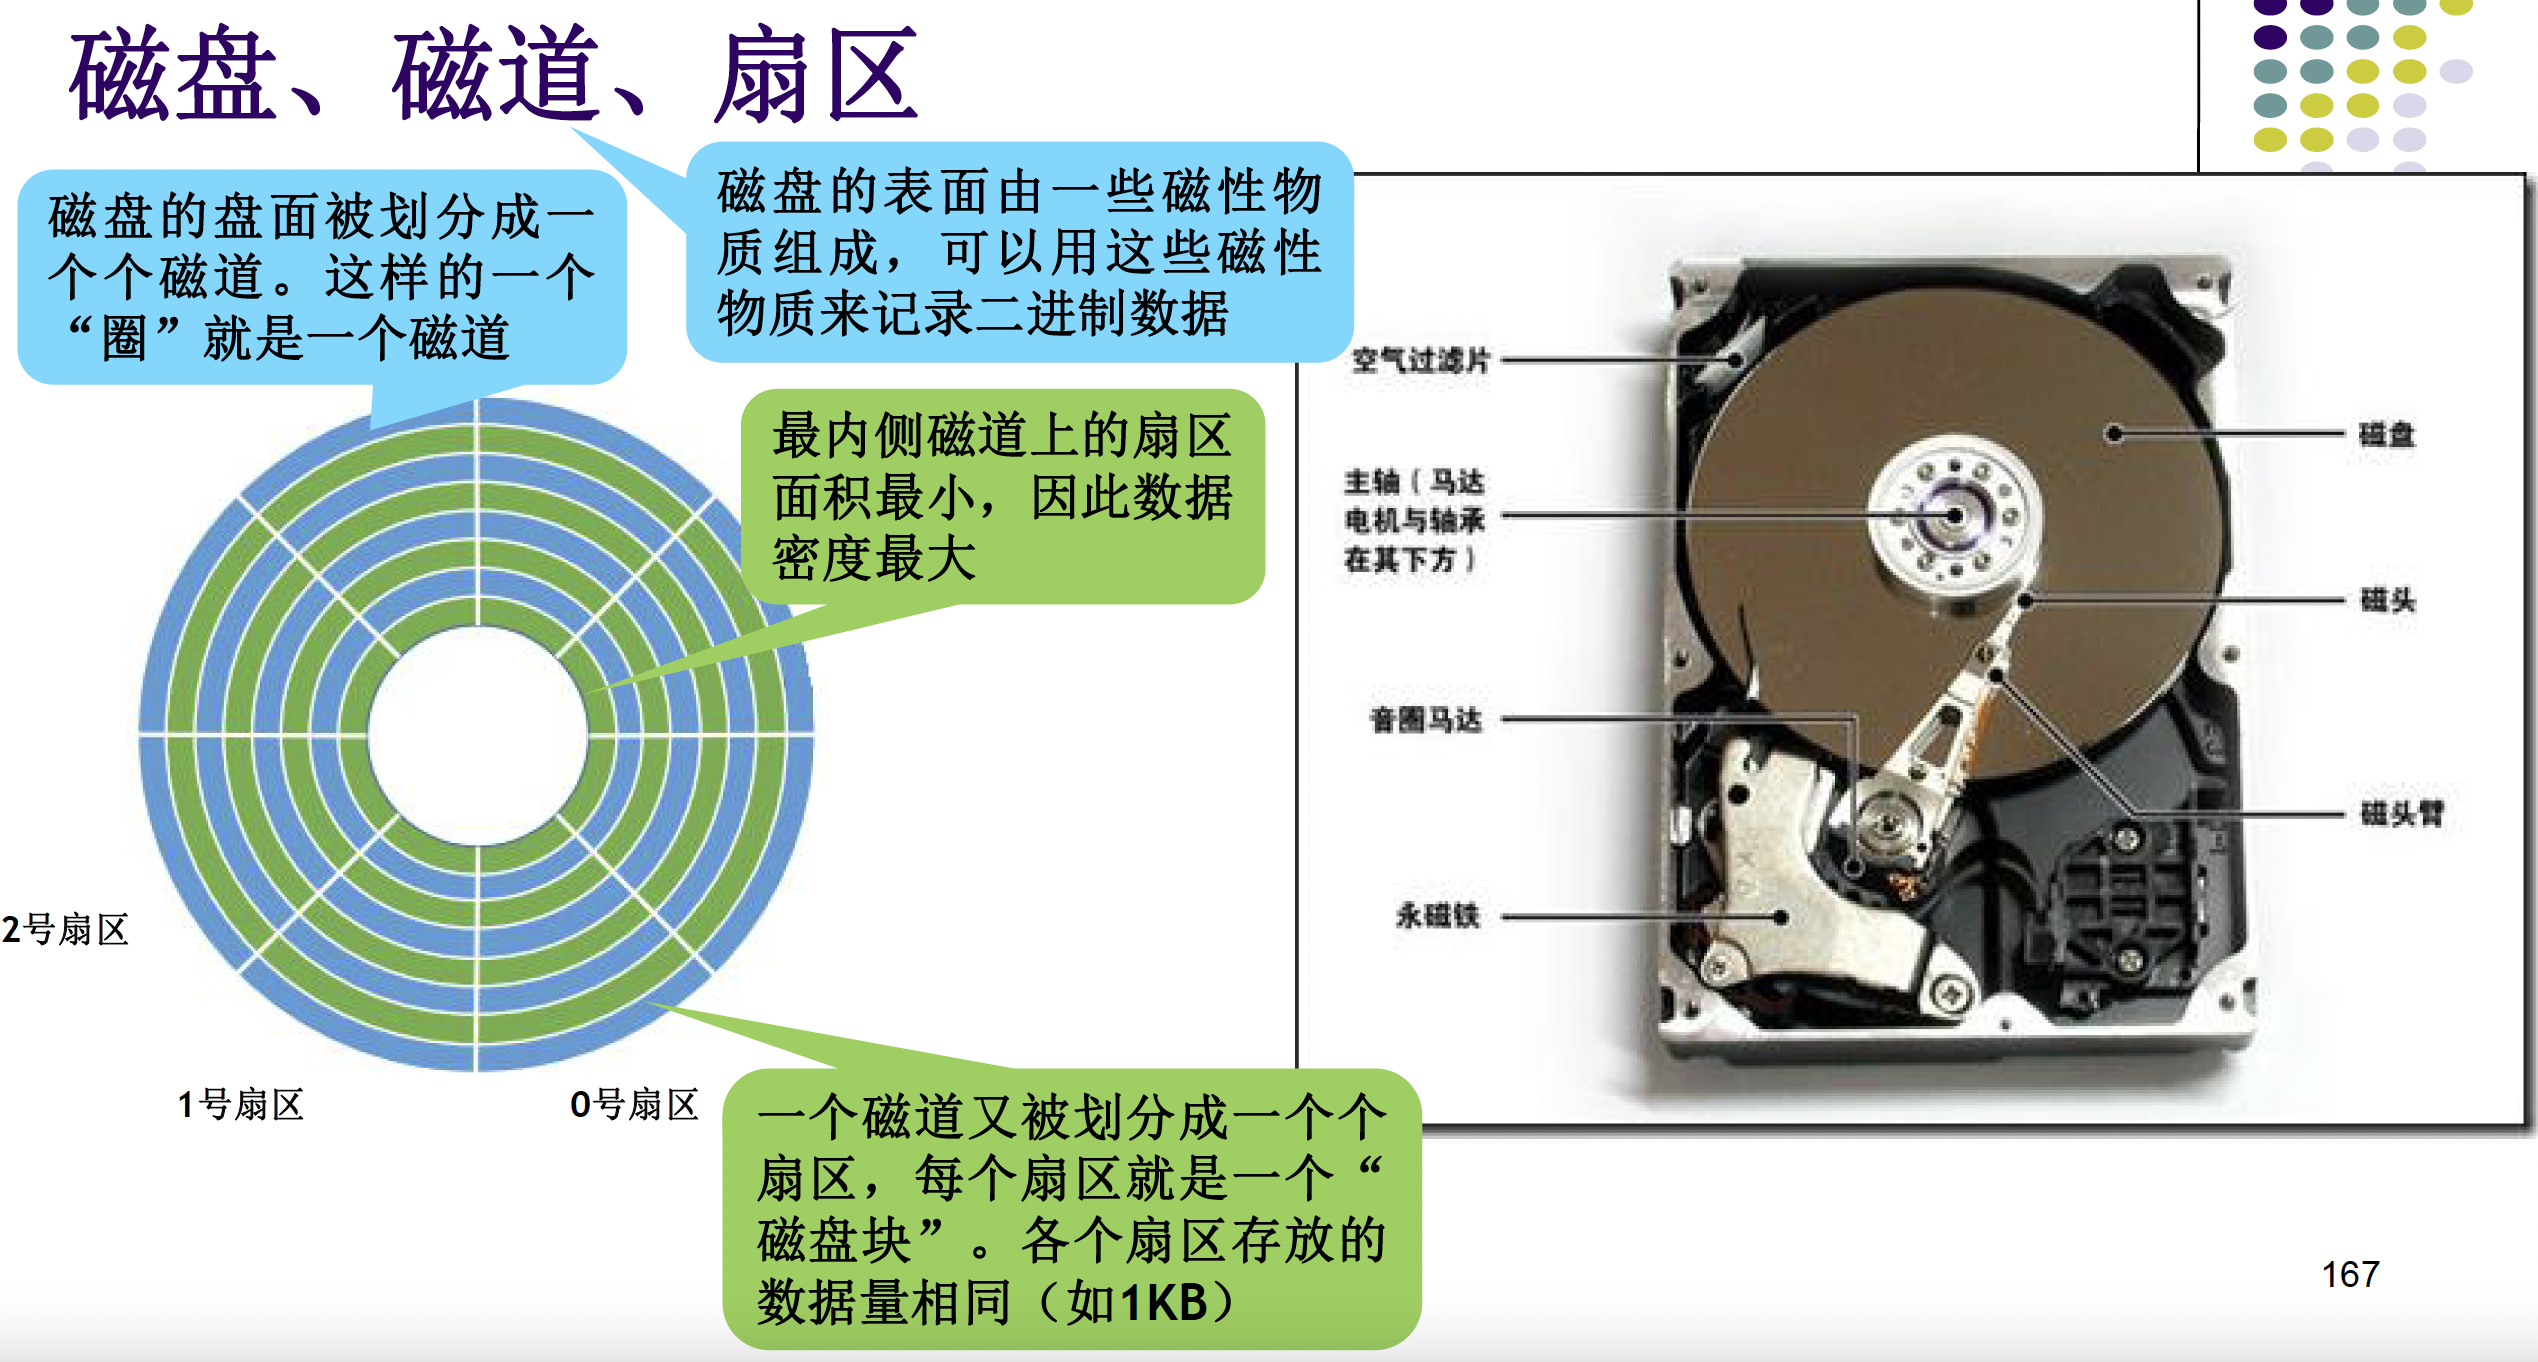 磁盘、磁道、扇区
磁盘的盘面被划分成一
个个磁道。这样的一个
“圈”就是一个磁道
磁盘的表面由一些磁性物
质组成，可以用这些磁性
物质来记录二进制数据
最内侧磁道上的扇区
面积最小，因此数据
密度最大
2号扇区
1号扇区
0号扇区
一个磁道又被划分成一个个
扇区，每个扇区就是一个“
磁盘块”。各个扇区存放的
数据量相同（如1KB）
空气过滤片
主轴（马达
电机与轴承
在其下方）
音圈马达
永磁铁
磁盘
磁头
磁头臂
167